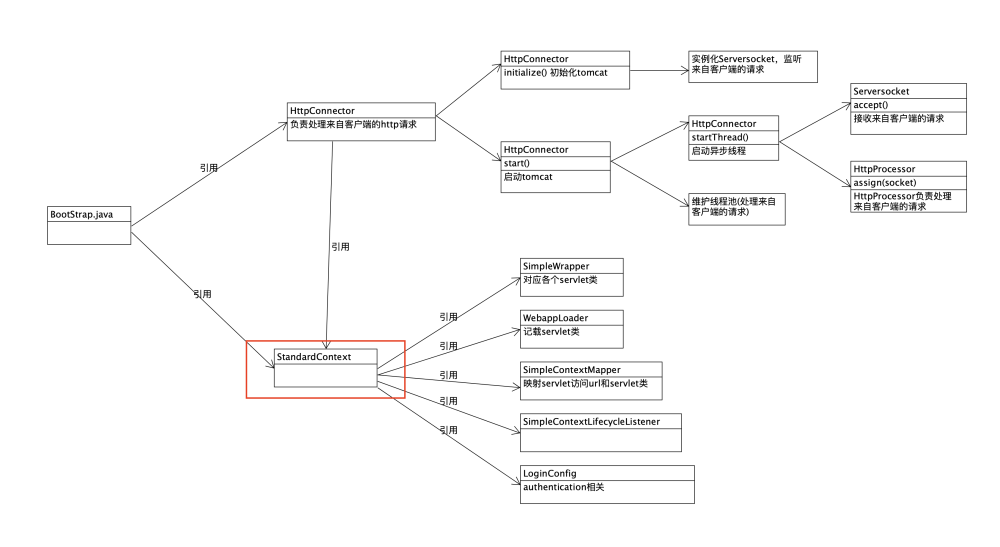 BootStrap.java
引用
引用
HttpConnector
负责处理来自客户端的http请求
引用
StandardContext
HttpConnector
initialize() 初始化tomcat
实例化Serversocket，监听
来自客户端的请求
HttpConnector
start()
启动tomcat
HttpConnector
startThread()
启动异步线程
维护线程池(处理来自
客户端的请求)
Serversocket
accept()
接收来自客户端的请求
HttpProcessor
assign(socket)
HttpProcessor负责处理
来自客户端的请求
引用
SimpleWrapper
对应各个servlet类
引用
WebappLoader
记载servlet类
引用
SimpleContextMapper
映射servlet访问url和servlet类
引用
SimpleContextLifecycleListener
引用
LoginConfig
authentication相关